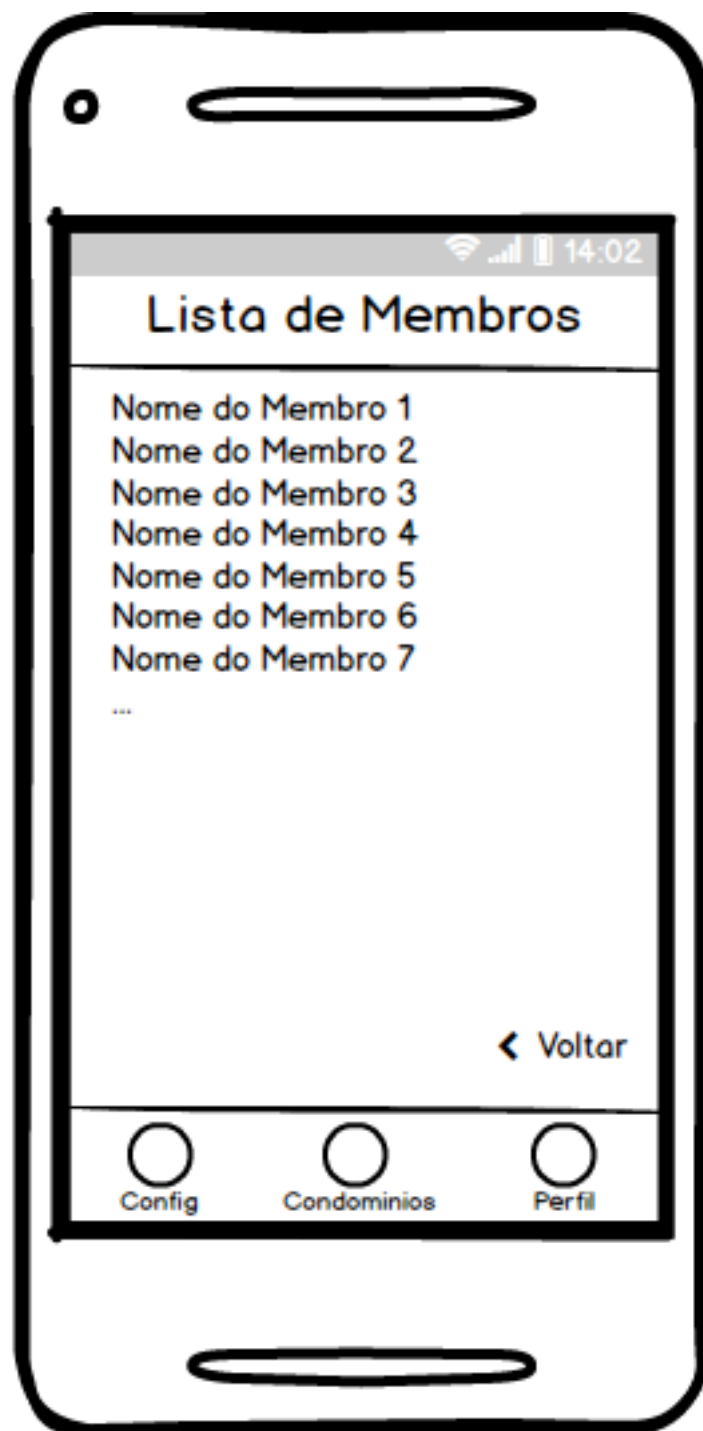 14:02
Lista de Membros
Nome do Membro 1
Nome do Membro 2
Nome do Membro 3
Nome do Membro 4
Nome do Membro 5
Nome do Membro 6
Nome do Membro 7
...
Voltar
Config Condominios Perfil